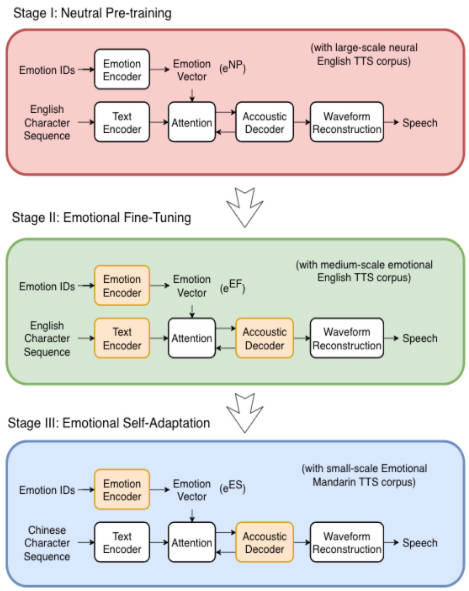 Stage I: Neutral Pre-training
(with large-scale neural
English TTS corpus)
Emotion IDs
Emotion
Encoder
Emotion
Vector
(e^NP)
English
Character
Sequence
Text
Encoder
Attention
Accoustic
Decoder
Waveform
Reconstruction
Speech
Stage II: Emotional Fine-Tuning
(with medium-scale emotional
English TTS corpus)
Emotion IDs
Emotion
Encoder
Emotion
Vector
(e^EF)
English
Character
Sequence
Text
Encoder
Attention
Accoustic
Decoder
Waveform
Reconstruction
Speech
Stage III: Emotional Self-Adaptation
(with small-scale Emotional
Mandarin TTS corpus)
Emotion IDs
Emotion
Encoder
Emotion
Vector
(e^ES)
Chinese
Character
Sequence
Text
Encoder
Attention
Accoustic
Decoder
Waveform
Reconstruction
Speech